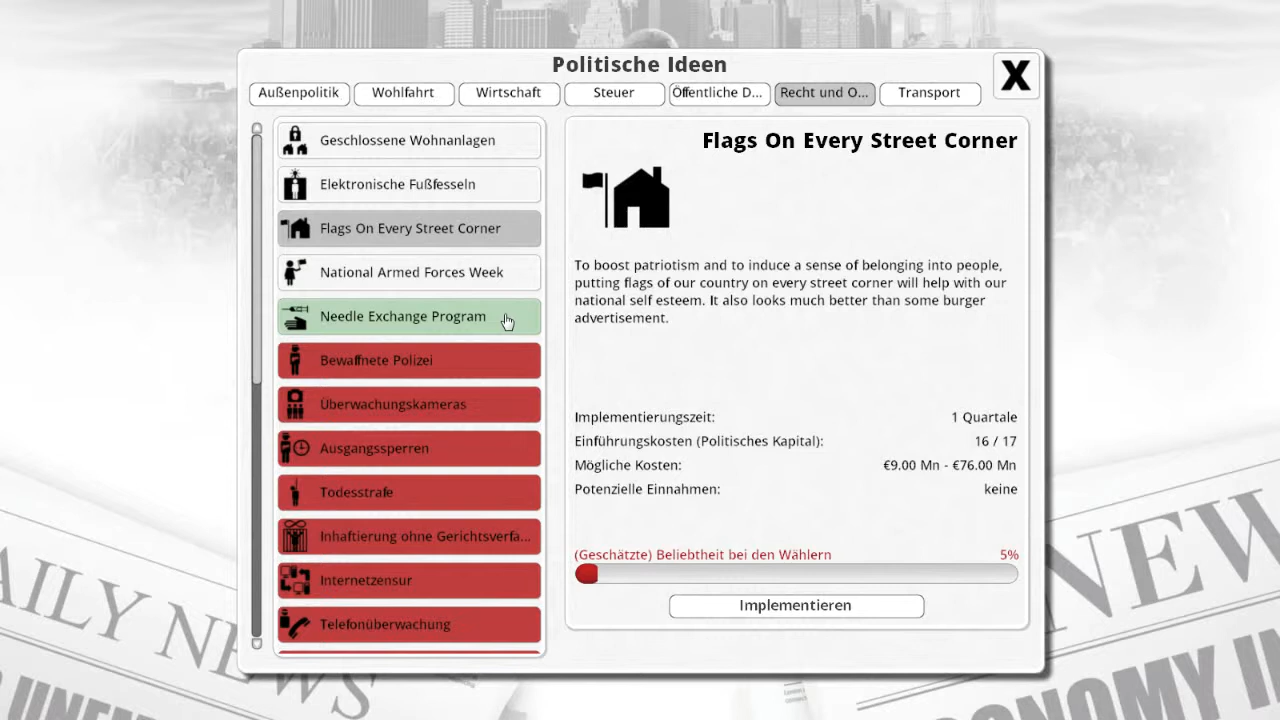 Politische Ideen
X
Außenpolitik
Wohlfahrt
Wirtschaft
Steuer
Öffentliche D...
Recht und O...
Transport
Geschlossene Wohnanlagen
Elektronische Fußfesseln
Flags On Every Street Corner
National Armed Forces Week
Needle Exchange Program
Bewaffnete Polizei
Überwachungskameras
Ausgangssperren
Todesstrafe
Inhaftierung ohne Gerichtsverfa...
Internetzensur
Telefonüberwachung
Flags On Every Street Corner
To boost patriotism and to induce a sense of belonging into people,
putting flags of our country on every street corner will help with our
national self esteem. It also looks much better than some burger
advertisement.
Implementierungszeit: 1 Quartale
Einführungskosten (Politisches Kapital): 16 / 17
Mögliche Kosten: €9.00 Mn - €76.00 Mn
Potenzielle Einnahmen: keine
(Geschätzte) Beliebtheit bei den Wählern 5%
Implementieren
AILY NEWS
NEW
ONOMY I